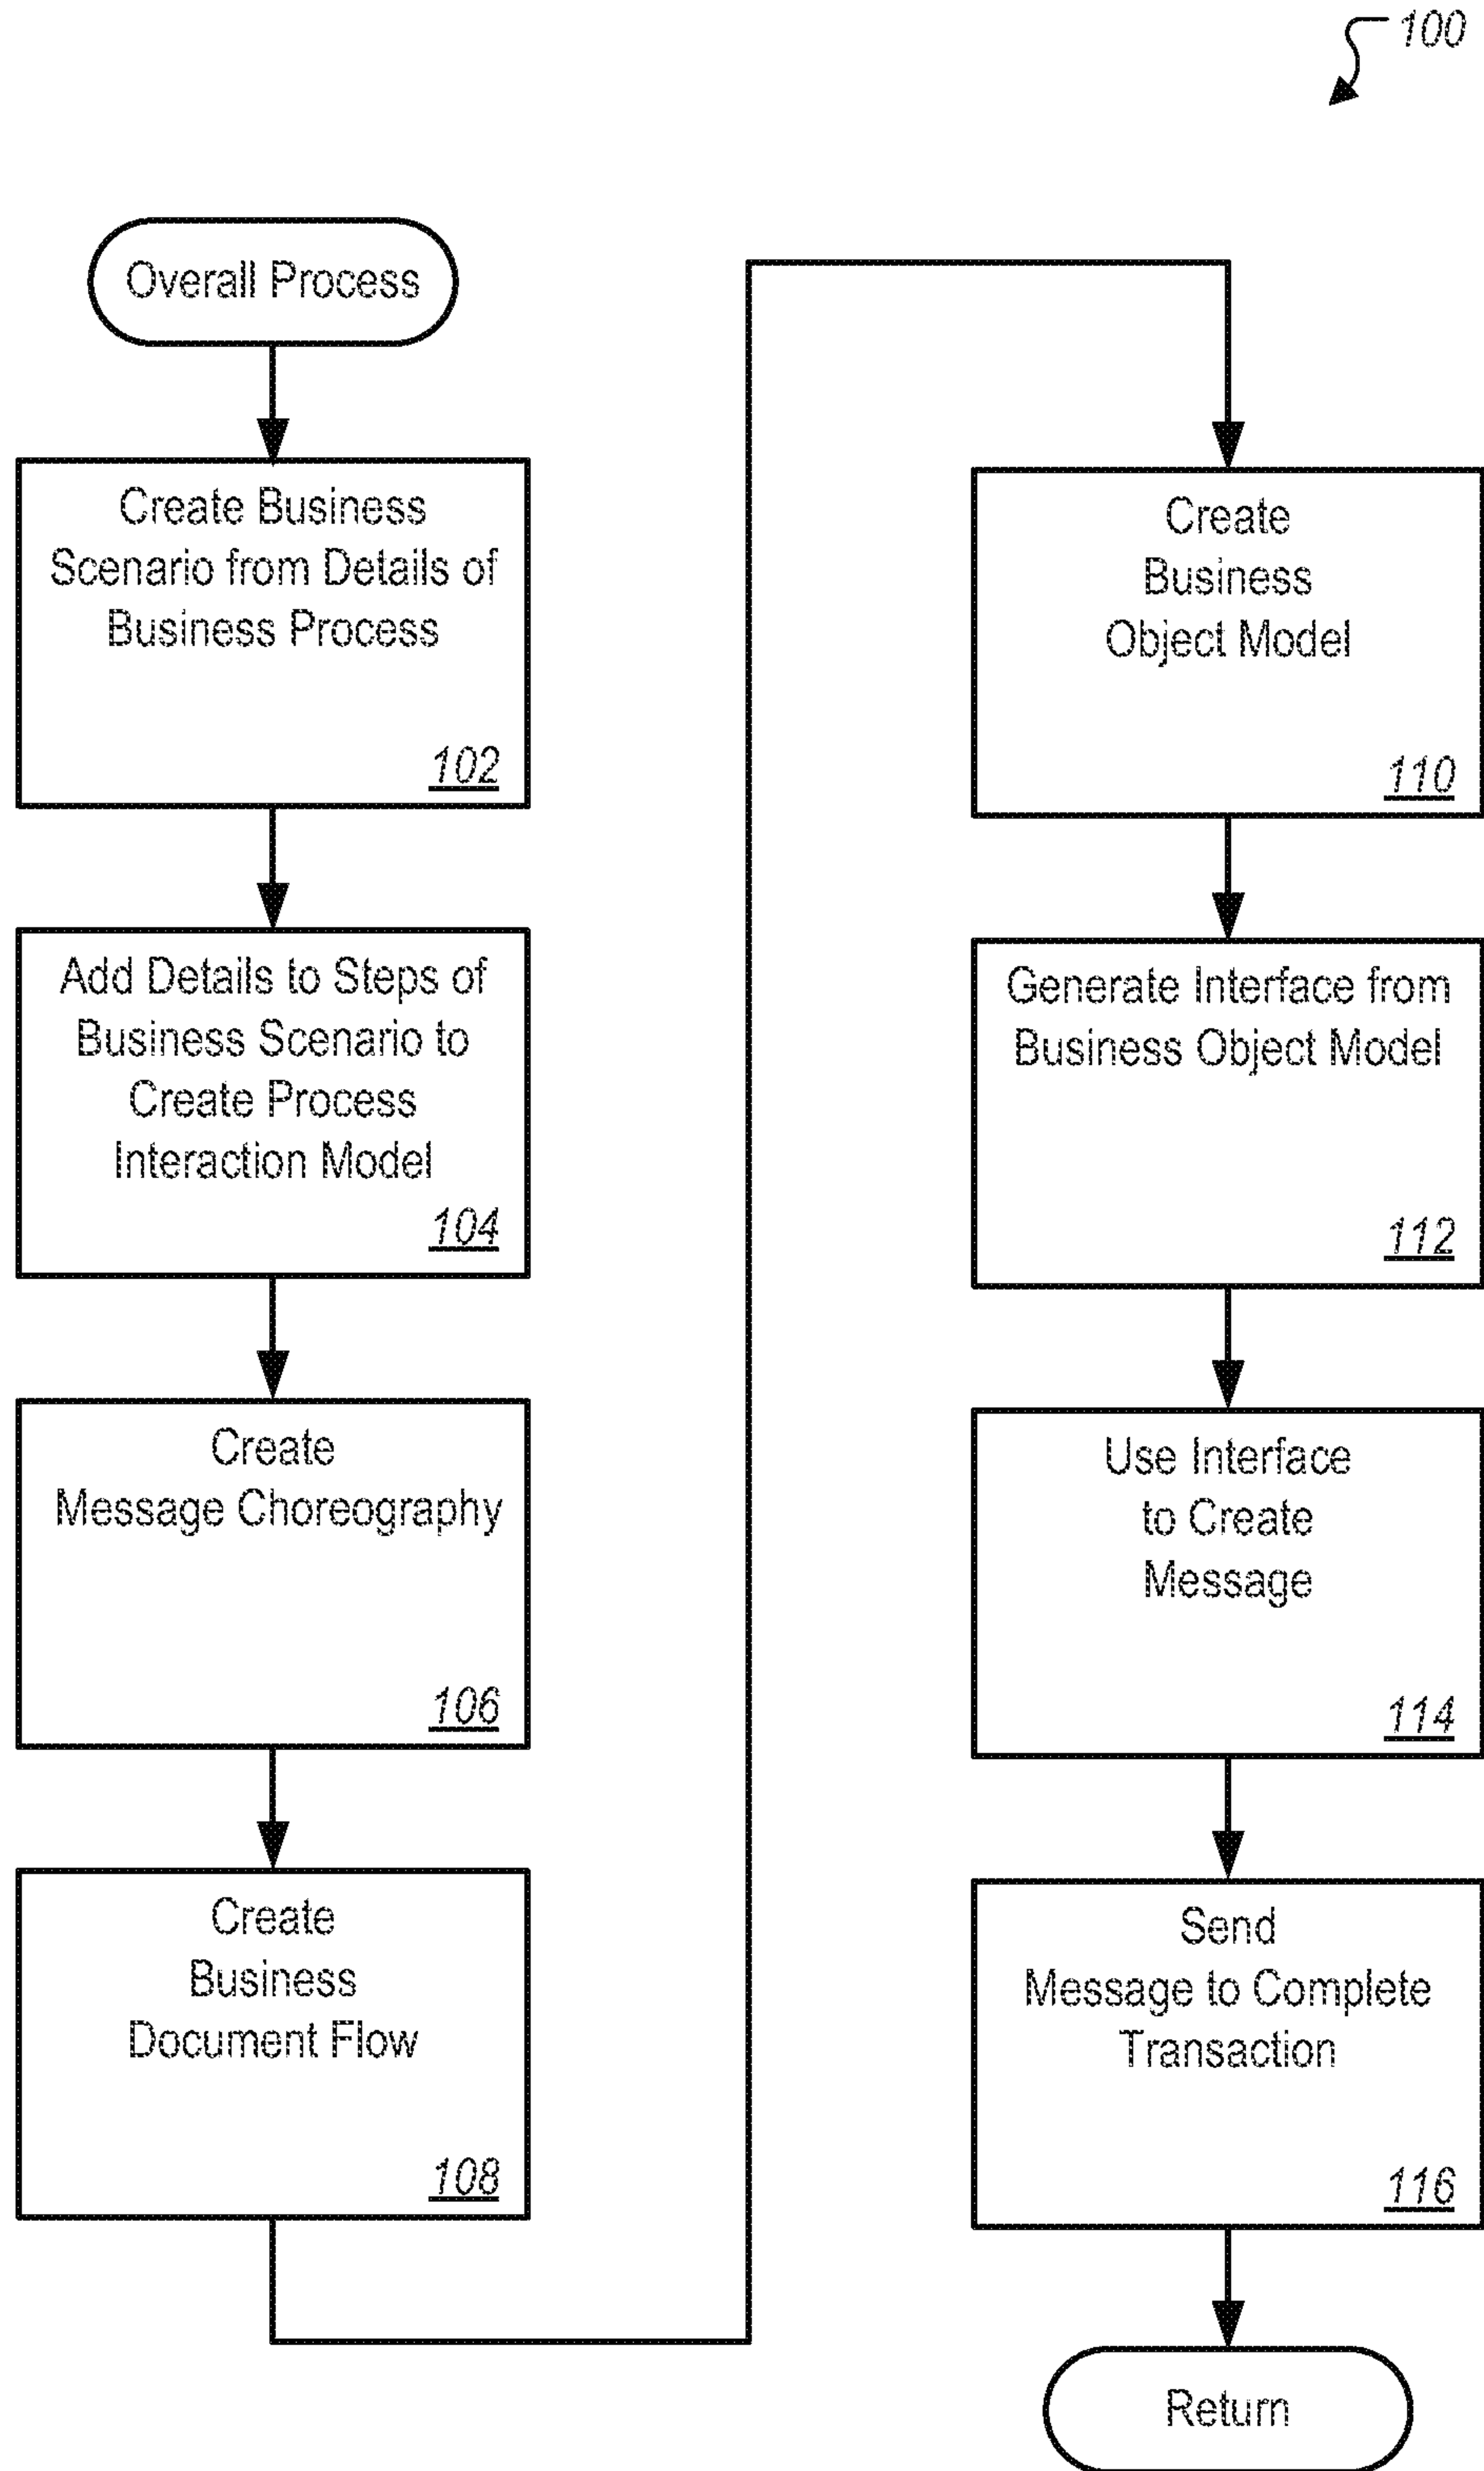 100
Overall Process
Create Business
Scenario from Details of
Business Process
102
Add Details to Steps of
Business Scenario to
Create Process
Interaction Model
104
Create
Message Choreography
106
Create
Business
Document Flow
108
Create
Business
Object Model
110
Generate Interface from
Business Object Model
112
Use Interface
to Create
Message
114
Send
Message to Complete
Transaction
116
Return